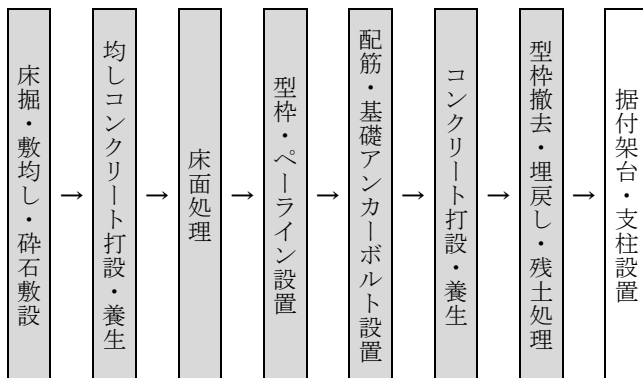 床掘・敷均し・砕石敷設
→
均しコンクリート打設・養生
→
床面処理
→
型枠・ペーライン設置
→
配筋・基礎アンカーボルト設置
→
コンクリート打設・養生
→
型枠撤去・埋戻し・残土処理
→
据付架台・支柱設置